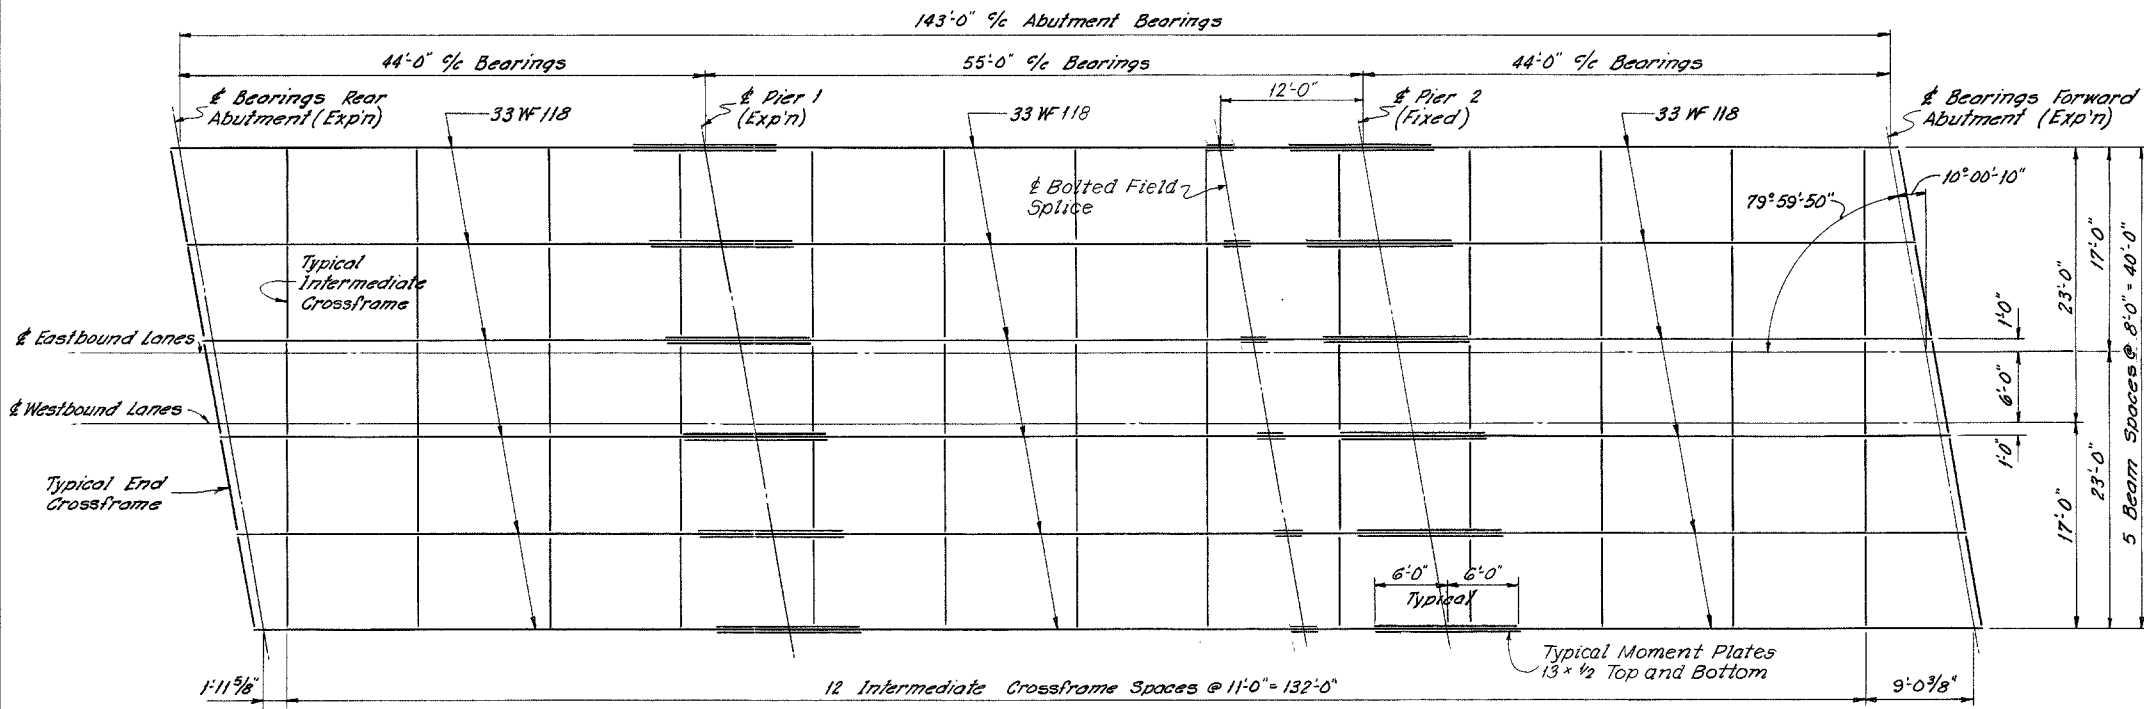 143'-0" c/c Abutment Bearings
44'-0" c/c Bearings
55'-0" c/c Bearings
44'-0" c/c Bearings
12'-0"
℄ Bearings Rear
Abutment (Exp'n)
33 WF 118
℄ Pier 1
(Exp'n)
33 WF 118
℄ Pier 2
(Fixed)
33 WF 118
℄ Bearings Forward
Abutment (Exp'n)
℄ Bolted Field
Splice
79°59'-50"
10°-00'-10"
Typical
Intermediate
Crossframe
℄ Eastbound Lanes
℄ Westbound Lanes
Typical End
Crossframe
1'-0"
6'-0"
1'-0"
23'-0"
17'-0"
17'-0"
23'-0"
5 Beam Spaces @ 8'-0" = 40'-0"
6'-0" 6'-0"
Typical
Typical Moment Plates
13 x 1/2 Top and Bottom
1'-11 5/8"
12 Intermediate Crossframe Spaces @ 11'-0" = 132'-0"
9'-0 3/8"